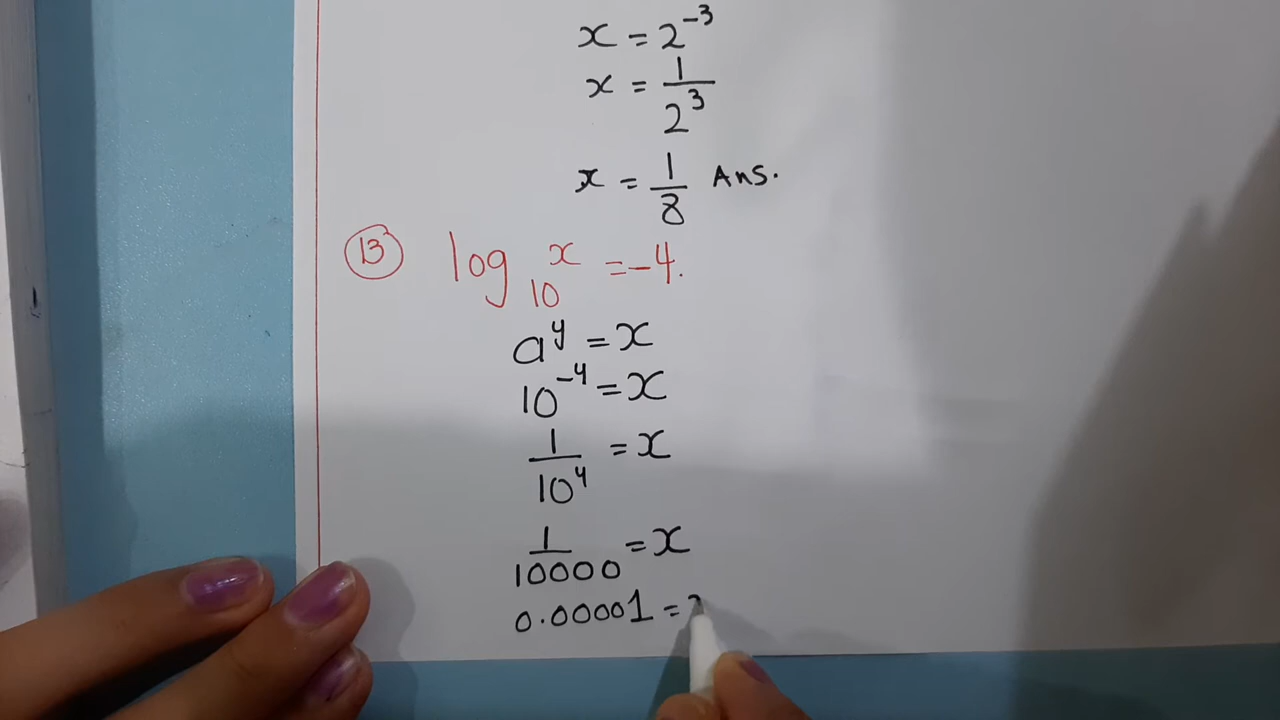 x = 2^-3
x = 1/2^3
x = 1/8 Ans.
13 log_10 x = -4.
a^y = x
10^-4 = x
1/10^4 = x
1/10000 = x
0.00001 =